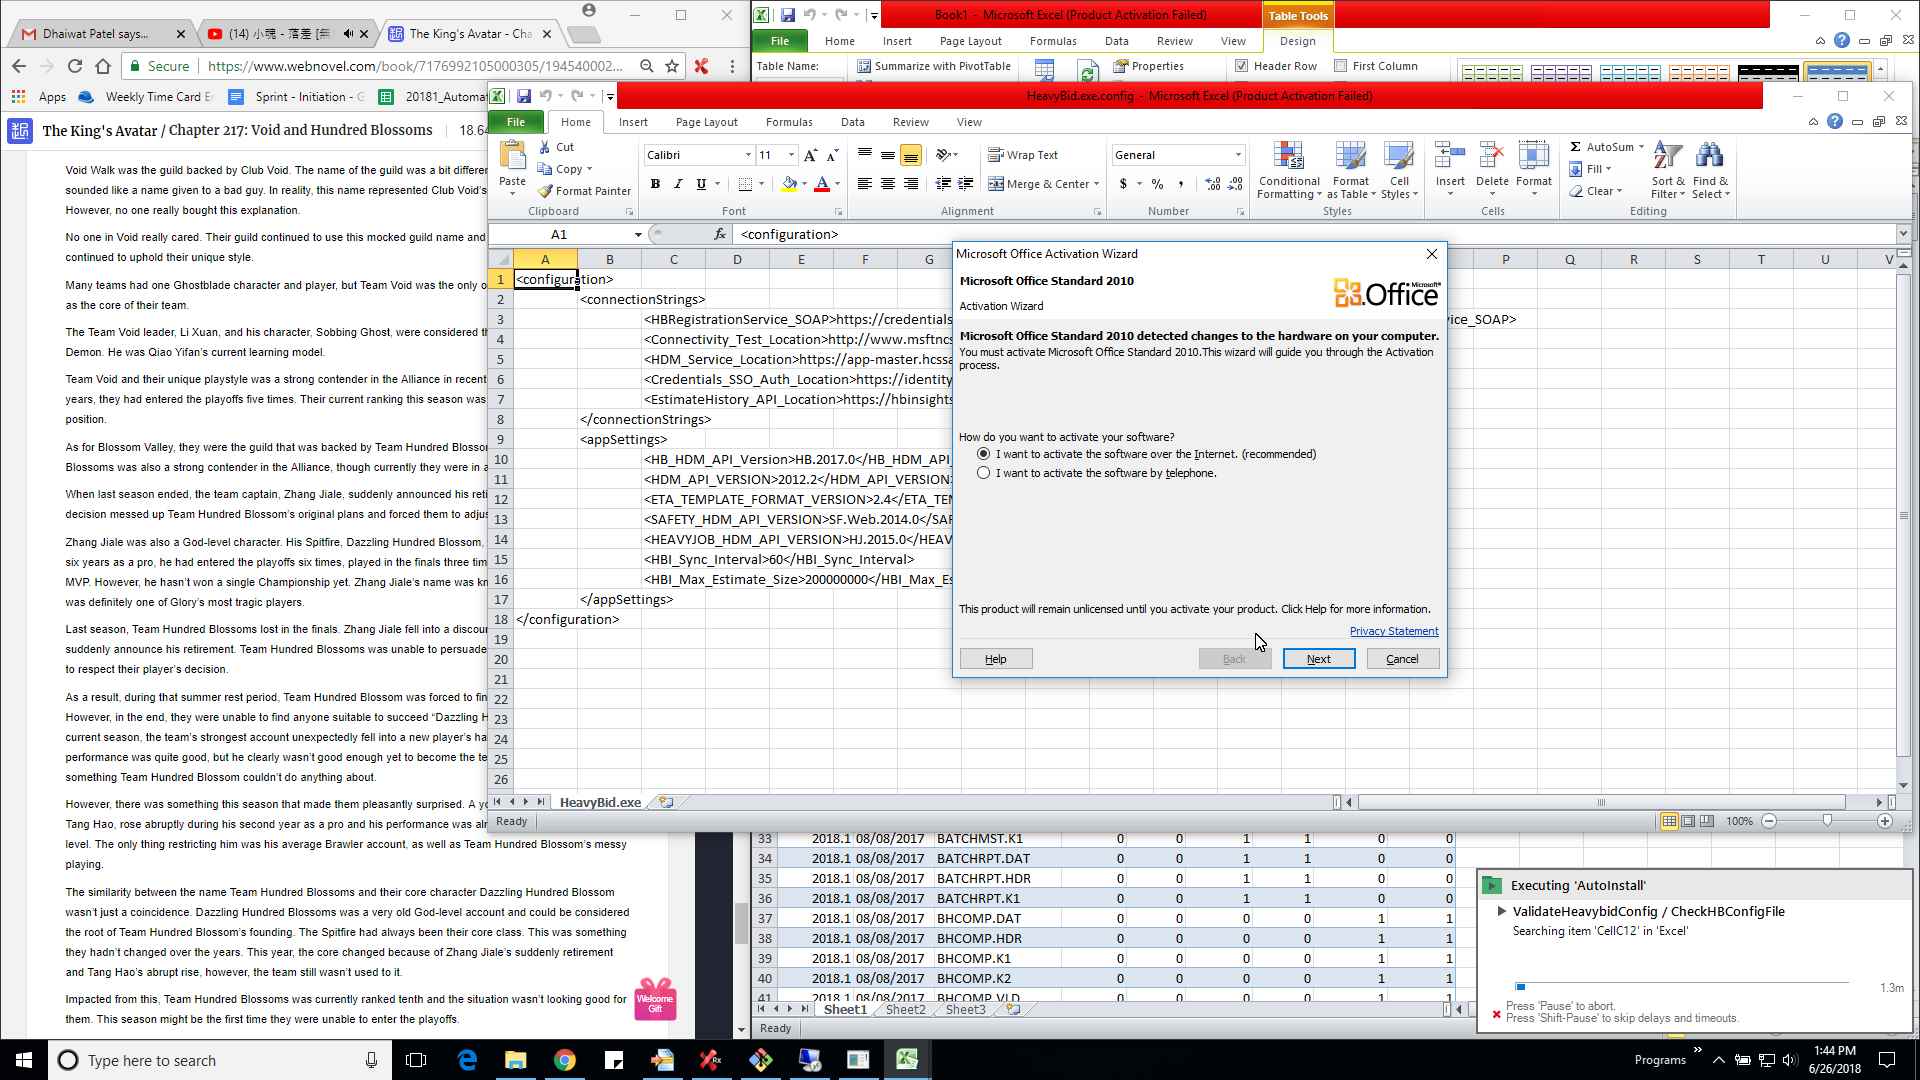 Dhaiwat Patel says...
(14) 小魂 - 落差 [無
The King's Avatar - Cha
Secure
https://www.webnovel.com/book/7176992105000305/194540002...
Apps
Weekly Time Card E
Sprint - Initiation - G
20181_Automat
The King's Avatar / Chapter 217: Void and Hundred Blossoms
18.64
Void Walk was the guild backed by Club Void. The name of the guild was a bit differen
sounded like a name given to a bad guy. In reality, this name represented Club Void's
However, no one really bought this explanation.
No one in Void really cared. Their guild continued to use this mocked guild name and
continued to uphold their unique style.
Many teams had one Ghostblade character and player, but Team Void was the only o
as the core of their team.
The Team Void leader, Li Xuan, and his character, Sobbing Ghost, were considered th
Demon. He was Qiao Yifan's current learning model.
Team Void and their unique playstyle was a strong contender in the Alliance in recent
years, they had entered the playoffs five times. Their current ranking this season was
position.
As for Blossom Valley, they were the guild that was backed by Team Hundred Blossor
Blossoms was also a strong contender in the Alliance, though currently they were in a
When last season ended, the team captain, Zhang Jiale, suddenly announced his reti
decision messed up Team Hundred Blossom's original plans and forced them to adjus
Zhang Jiale was also a God-level character. His Spitfire, Dazzling Hundred Blossom,
six years as a pro, he had entered the playoffs six times, played in the finals three tim
MVP. However, he hasn't won a single Championship yet. Zhang Jiale's name was kn
was definitely one of Glory's most tragic players.
Last season, Team Hundred Blossoms lost in the finals. Zhang Jiale fell into a discour
suddenly announce his retirement. Team Hundred Blossoms was unable to persuade
to respect their player's decision.
As a result, during that summer rest period, Team Hundred Blossom was forced to fin
However, in the end, they were unable to find anyone suitable to succeed "Dazzling H
current season, the team's strongest account unexpectedly fell into a new player's ha
performance was quite good, but he clearly wasn't good enough yet to become the te
something Team Hundred Blossom couldn't do anything about.
However, there was something this season that made them pleasantly surprised. A yo
Tang Hao, rose abruptly during his second year as a pro and his performance was alr
level. The only thing restricting him was his average Brawler account, as well as Team Hundred Blossom's messy
playing.
The similarity between the name Team Hundred Blossoms and their core character Dazzling Hundred Blossom
wasn't just a coincidence. Dazzling Hundred Blossoms was a very old God-level account and could be considered
the root of Team Hundred Blossom's founding. The Spitfire had always been their core class. This was something
they hadn't changed over the years. This year, the core changed because of Zhang Jiale's suddenly retirement
and Tang Hao's abrupt rise, however, the team still wasn't used to it.
Impacted from this, Team Hundred Blossoms was currently ranked tenth and the situation wasn't looking good for
them. This season might be the first time they were unable to enter the playoffs.
Welcome
Gift
Book1 - Microsoft Excel (Product Activation Failed)
Table Tools
File Home Insert Page Layout Formulas Data Review View Design
Table Name:
Summarize with PivotTable
Properties
Header Row
First Column
HeavyBid.exe.config - Microsoft Excel (Product Activation Failed)
File Home Insert Page Layout Formulas Data Review View
Paste
Cut
Copy
Format Painter
Clipboard
Calibri 11
B I U
Font
Wrap Text
Merge & Center
Alignment
General
$ % ,
Number
Conditional Formatting
Format as Table
Cell Styles
Styles
Insert Delete Format
Cells
AutoSum
Fill
Clear
Sort & Filter
Find & Select
Editing
A1
fx
<configuration>
A B C D E F G P Q R S T U V
1 <configuration>
2 <connectionStrings>
3 <HBRegistrationService_SOAP>https://credentials ce_SOAP>
4 <Connectivity_Test_Location>http://www.msftncs
5 <HDM_Service_Location>https://app-master.hcssa
6 <Credentials_SSO_Auth_Location>https://identity
7 <EstimateHistory_API_Location>https://hbinsights
8 </connectionStrings>
9 <appSettings>
10 <HB_HDM_API_Version>HB.2017.0</HB_HDM_API_
11 <HDM_API_VERSION>2012.2</HDM_API_VERSION>
12 <ETA_TEMPLATE_FORMAT_VERSION>2.4</ETA_TEM
13 <SAFETY_HDM_API_VERSION>SF.Web.2014.0</SAF
14 <HEAVYJOB_HDM_API_VERSION>HJ.2015.0</HEAV
15 <HBI_Sync_Interval>60</HBI_Sync_Interval>
16 <HBI_Max_Estimate_Size>200000000</HBI_Max_Es
17 </appSettings>
18 </configuration>
19
20
21
22
23
24
25
26
HeavyBid.exe
Ready
100%
Microsoft Office Activation Wizard
Microsoft Office Standard 2010
Activation Wizard
Microsoft Office
Microsoft Office Standard 2010 detected changes to the hardware on your computer.
You must activate Microsoft Office Standard 2010.This wizard will guide you through the Activation
process.
How do you want to activate your software?
I want to activate the software over the Internet. (recommended)
I want to activate the software by telephone.
This product will remain unlicensed until you activate your product. Click Help for more information.
Privacy Statement
Help
Back
Next
Cancel
33 2018.1 08/08/2017 BATCHMST.K1 0 0 1 1 0 0
34 2018.1 08/08/2017 BATCHRPT.DAT 0 0 1 1 0 0
35 2018.1 08/08/2017 BATCHRPT.HDR 0 0 1 1 0 0
36 2018.1 08/08/2017 BATCHRPT.K1 0 0 1 1 0 0
37 2018.1 08/08/2017 BHCOMP.DAT 0 0 0 0 1 1
38 2018.1 08/08/2017 BHCOMP.HDR 0 0 0 0 1 1
39 2018.1 08/08/2017 BHCOMP.K1 0 0 0 0 1 1
40 2018.1 08/08/2017 BHCOMP.K2 0 0 0 0 1 1
41 2018.1 08/08/2017 BHCOMP.VLD 0 0 0 0 1 1
Sheet1 Sheet2 Sheet3
Ready
Executing 'AutoInstall'
ValidateHeavybidConfig / CheckHBConfigFile
Searching item 'CellC12' in 'Excel'
1.3m
Press 'Pause' to abort.
Press 'Shift-Pause' to skip delays and timeouts.
Type here to search
Programs
1:44 PM
6/26/2018